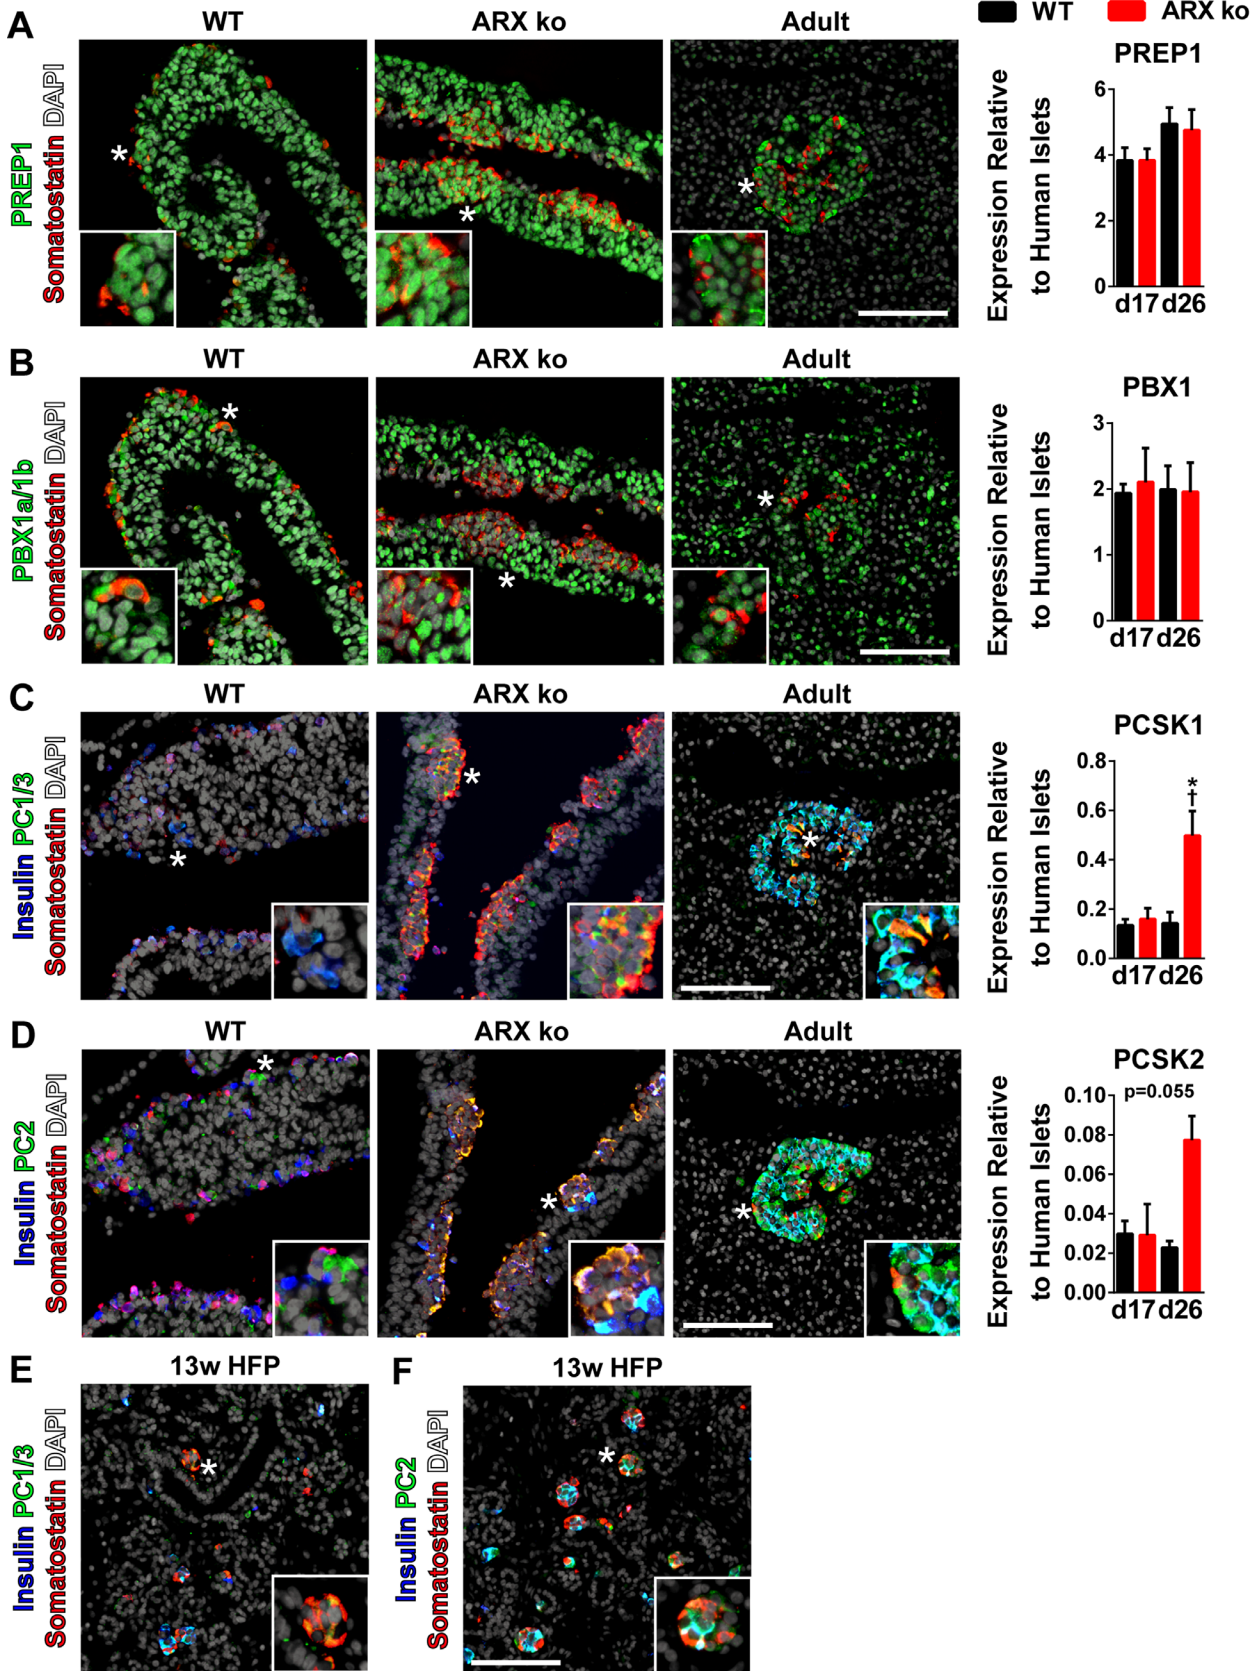 WT ARX ko
A WT ARX ko Adult
PREP1
Somatostatin DAPI
*
*
*
PREP1
Expression Relative
to Human Islets
6
4
2
0
d17 d26
B WT ARX ko Adult
PBX1a/1b
Somatostatin DAPI
*
*
*
PBX1
Expression Relative
to Human Islets
3
2
1
0
d17 d26
C WT ARX ko Adult
Insulin PC1/3
Somatostatin DAPI
*
*
*
PCSK1
Expression Relative
to Human Islets
0.8
0.6
0.4
0.2
0.0
*
†
d17 d26
D WT ARX ko Adult
Insulin PC2
Somatostatin DAPI
*
*
*
PCSK2
p=0.055
Expression Relative
to Human Islets
0.10
0.08
0.06
0.04
0.02
0.00
d17 d26
E 13w HFP
Insulin PC1/3
Somatostatin DAPI
*
F 13w HFP
Insulin PC2
Somatostatin DAPI
*